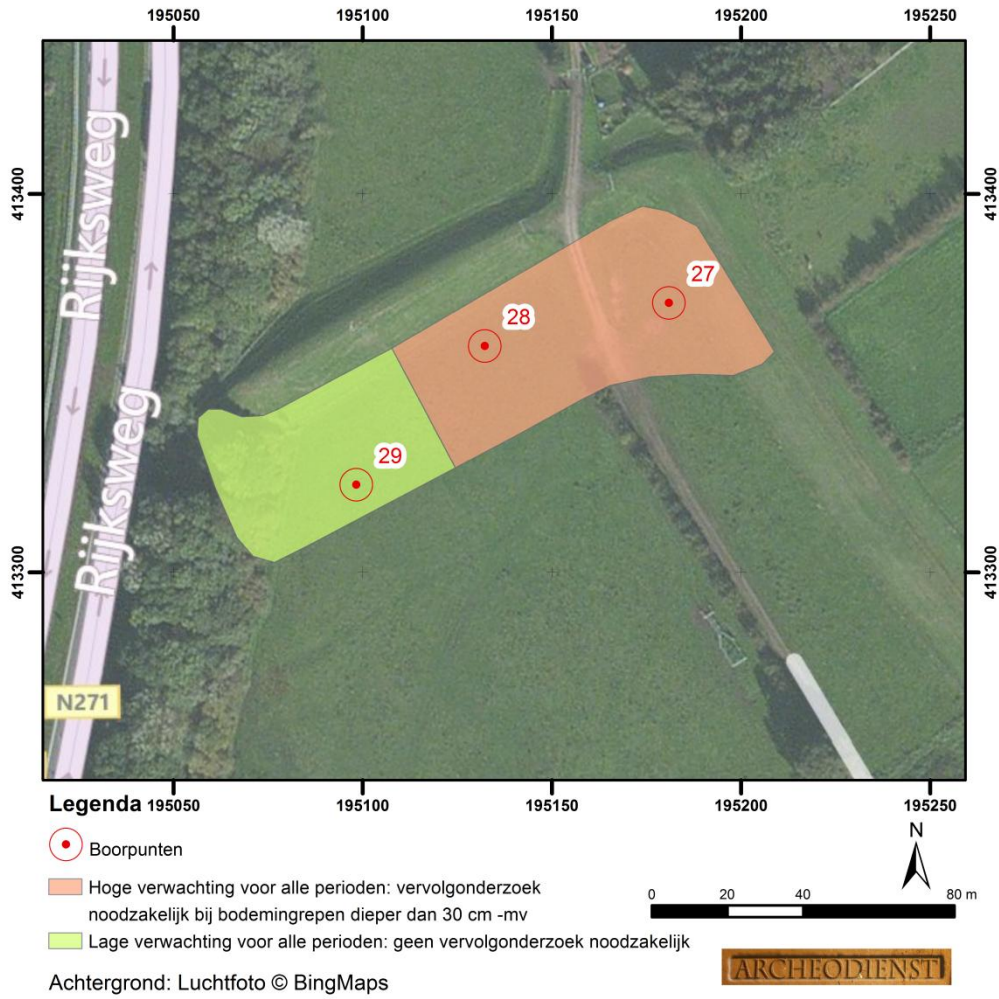 195050 195100 195150 195200 195250
413400 413400
Rijksweg
27
28
29
Rijksweg
413300 413300
N271
Legenda 195050 195100 195150 195200 195250
Boorpunten
Hoge verwachting voor alle perioden: vervolgonderzoek
noodzakelijk bij bodemingrepen dieper dan 30 cm -mv
Lage verwachting voor alle perioden: geen vervolgonderzoek noodzakelijk
N
0 20 40 80 m
Achtergrond: Luchtfoto © BingMaps
ARCHEODIENST